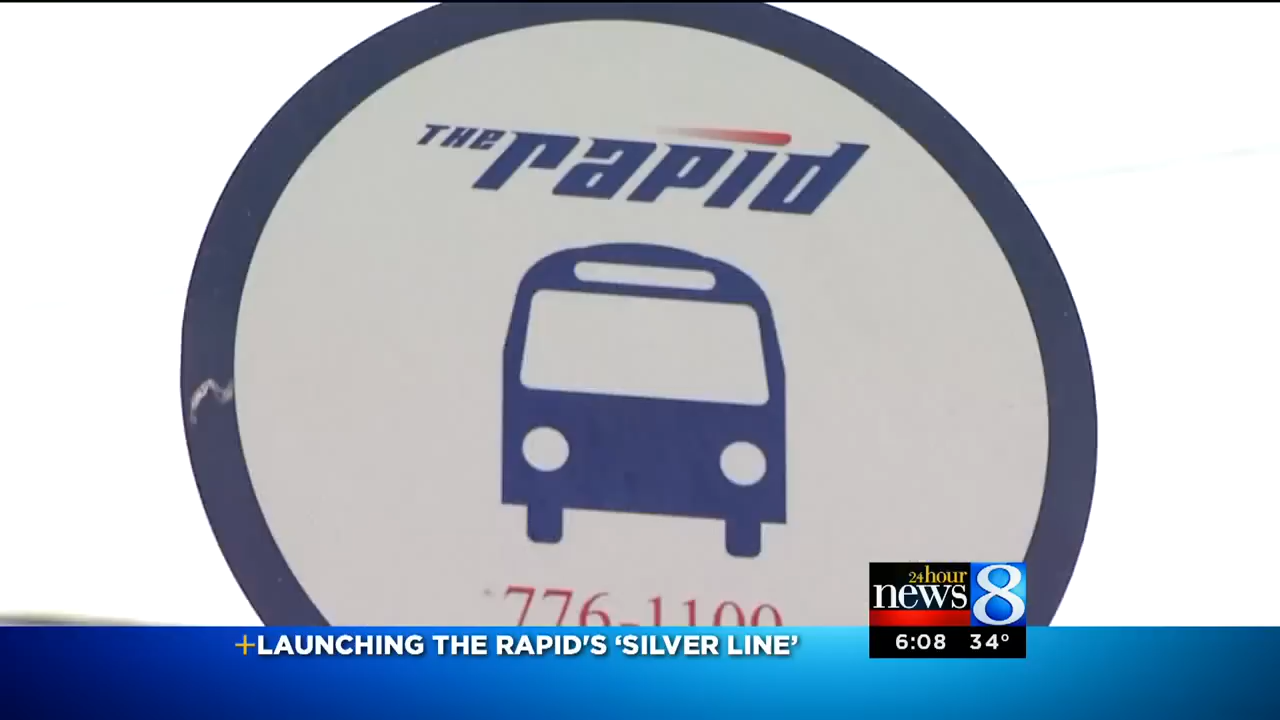 THE rapid
776-1100
+LAUNCHING THE RAPID'S ‘SILVER LINE’
24hour
news 8
6:08 34°